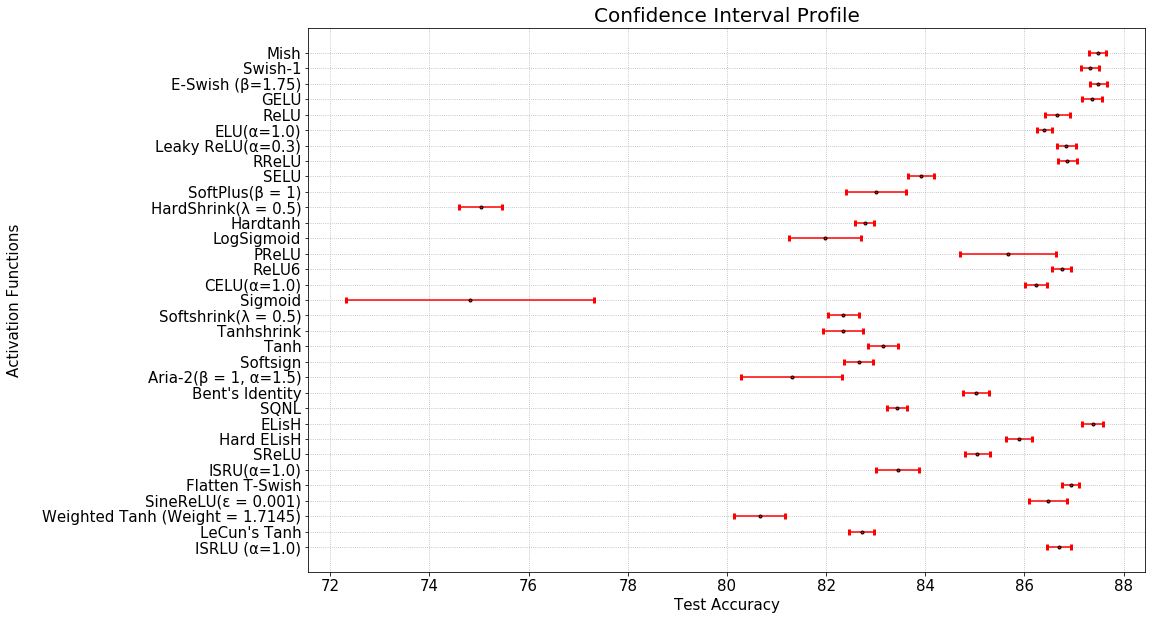 Confidence Interval Profile
Activation Functions
Mish
Swish-1
E-Swish (β=1.75)
GELU
ReLU
ELU(α=1.0)
Leaky ReLU(α=0.3)
RReLU
SELU
SoftPlus(β = 1)
HardShrink(λ = 0.5)
Hardtanh
LogSigmoid
PReLU
ReLU6
CELU(α=1.0)
Sigmoid
Softshrink(λ = 0.5)
Tanhshrink
Tanh
Softsign
Aria-2(β = 1, α=1.5)
Bent's Identity
SQNL
ELisH
Hard ELisH
SReLU
ISRU(α=1.0)
Flatten T-Swish
SineReLU(ε = 0.001)
Weighted Tanh (Weight = 1.7145)
LeCun's Tanh
ISRLU (α=1.0)
72 74 76 78 80 82 84 86 88
Test Accuracy